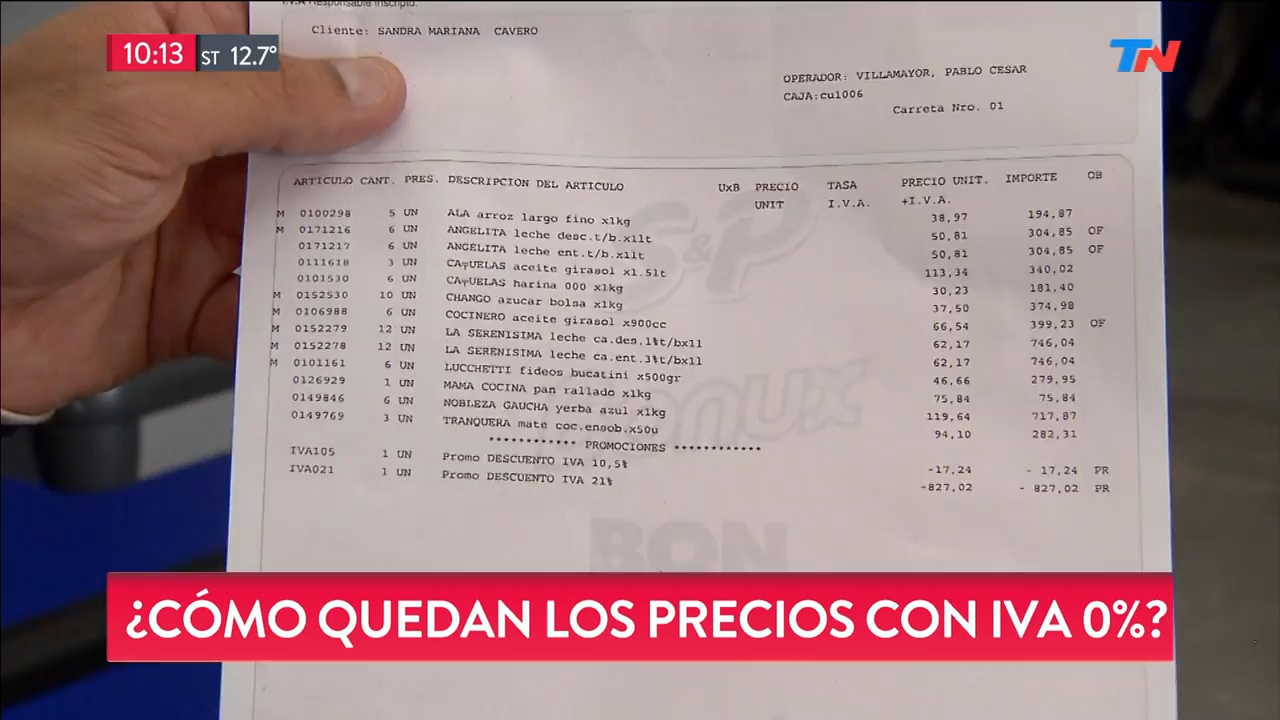 I.V.A Responsable Inscripto.
Cliente: SANDRA MARIANA CAVERO
10:13 ST 12.7°
TN
OPERADOR: VILLAMAYOR, PABLO CESAR
CAJA:cu1006
Carreta Nro. 01
ARTICULO CANT. PRES. DESCRIPCION DEL ARTICULO UxB PRECIO UNIT TASA I.V.A. PRECIO UNIT. +I.V.A. IMPORTE OB
M 0100298 5 UN ALA arroz largo fino x1kg 38,97 194,87
M 0171216 6 UN ANGELITA leche desc.t/b.x1lt 50,81 304,85 OF
0171217 6 UN ANGELITA leche ent.t/b.x1lt 50,81 304,85 OF
0111618 3 UN CAȚUELAS aceite girasol x1.5lt 113,34 340,02
0101530 6 UN CAȚUELAS harina 000 x1kg 30,23 181,40
M 0152530 10 UN CHANGO azucar bolsa x1kg 37,50 374,98
M 0106988 6 UN COCINERO aceite girasol x900cc 66,54 399,23 OF
M 0152279 12 UN LA SERENISIMA leche ca.des,1%t/bx1l 62,17 746,04
M 0152278 12 UN LA SERENISIMA leche ca.ent.3%t/bx1l 62,17 746,04
M 0101161 6 UN LUCCHETTI fideos bucatini x500gr 46,66 279,95
0126929 1 UN MAMA COCINA pan rallado x1kg 75,84 75,84
0149846 6 UN NOBLEZA GAUCHA yerba azul x1kg 119,64 717,87
0149769 3 UN TRANQUERA mate coc.ensob.x50u 94,10 282,31
************ PROMOCIONES ************
IVA105 1 UN Promo DESCUENTO IVA 10,5% -17,24 - 17,24 PR
IVA021 1 UN Promo DESCUENTO IVA 21% -827,02 - 827,02 PR
BON
¿CÓMO QUEDAN LOS PRECIOS CON IVA 0%?